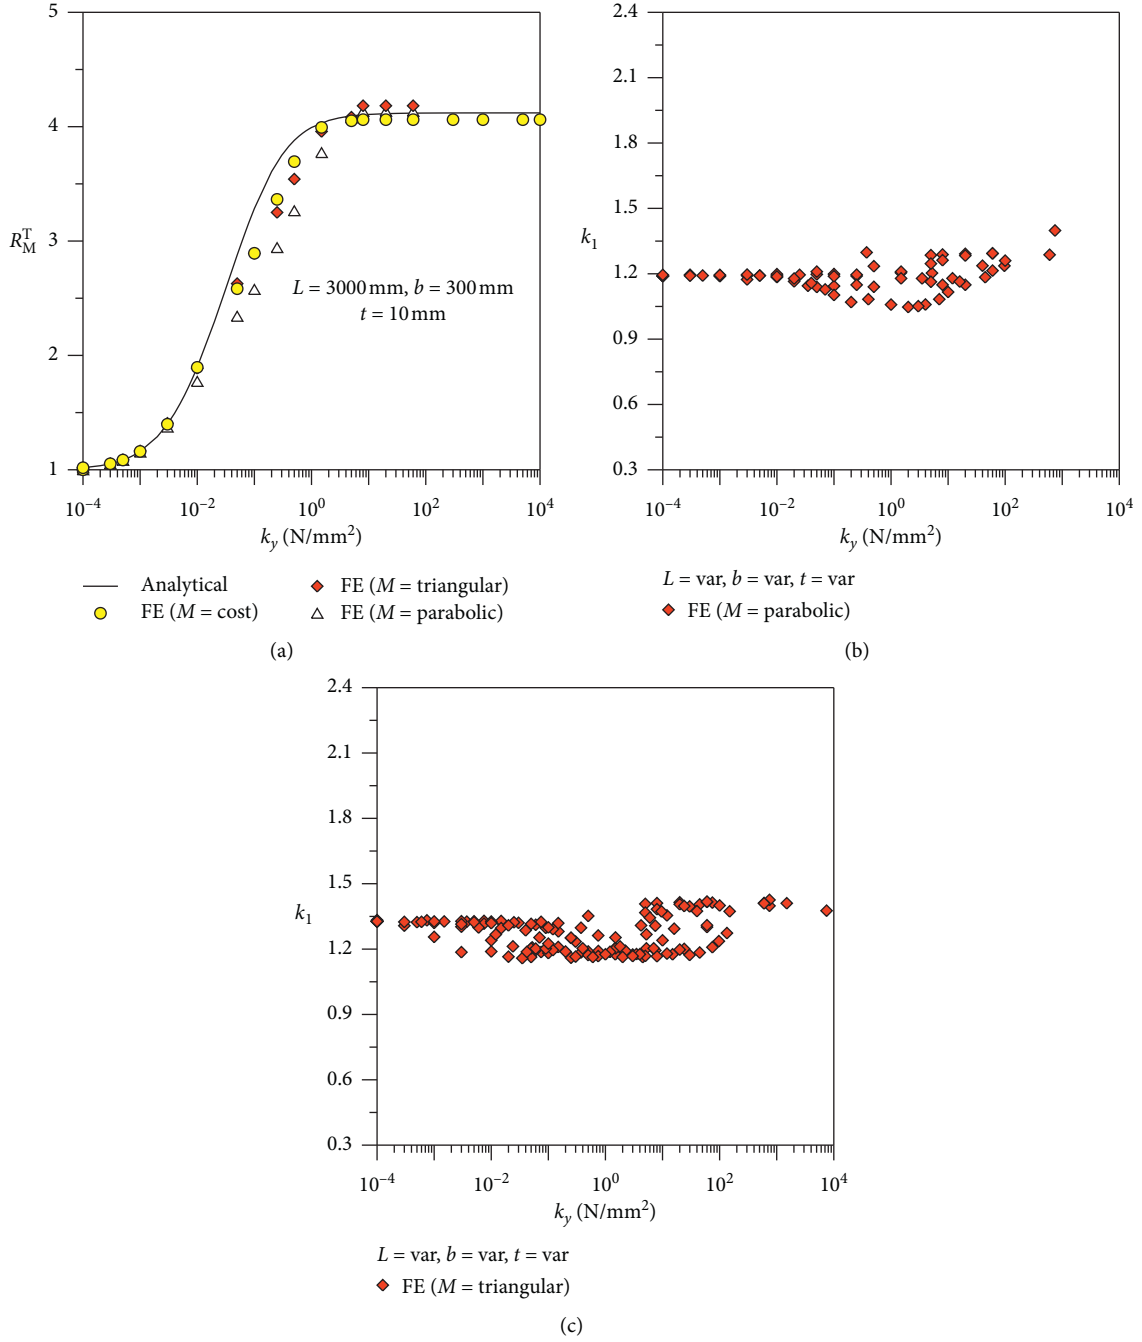 5
4
3
2
1
R_M^T
L = 3000 mm, b = 300 mm
t = 10 mm
10^−4 10^−2 10^0 10^2 10^4
k_y (N/mm^2)
Analytical
FE (M = cost)
FE (M = triangular)
FE (M = parabolic)
(a)
2.4
2.1
1.8
1.5
1.2
0.9
0.6
0.3
k_1
10^−4 10^−2 10^0 10^2 10^4
k_y (N/mm^2)
L = var, b = var, t = var
FE (M = parabolic)
(b)
2.4
2.1
1.8
1.5
1.2
0.9
0.6
0.3
k_1
10^−4 10^−2 10^0 10^2 10^4
k_y (N/mm^2)
L = var, b = var, t = var
FE (M = triangular)
(c)